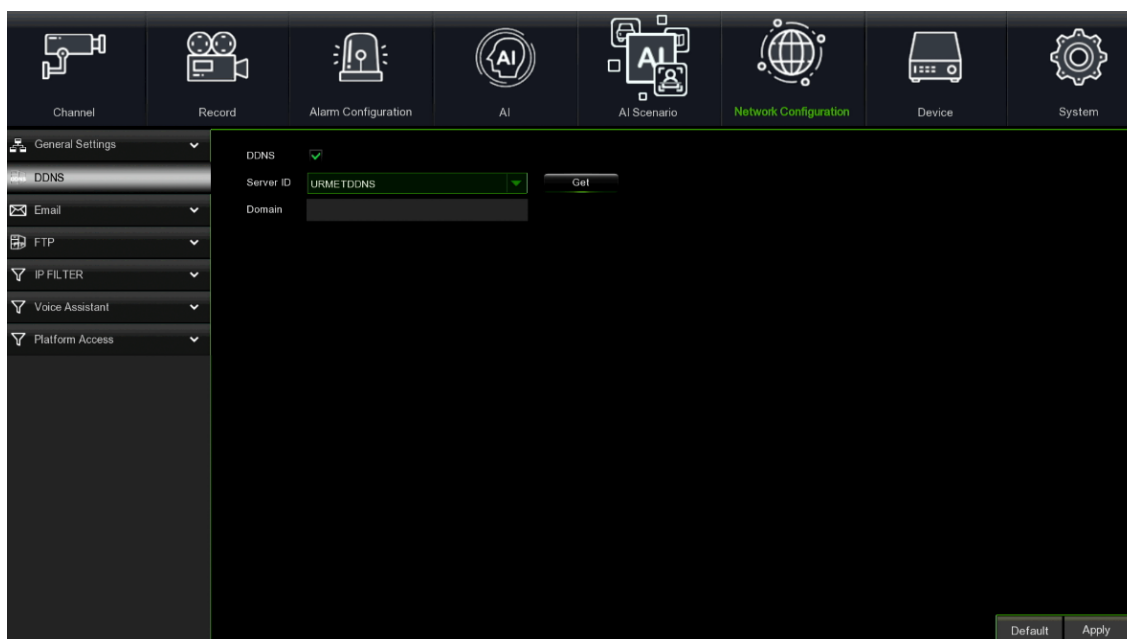 AI
AI
Channel Record Alarm Configuration AI AI Scenario Network Configuration Device System
General Settings
DDNS
Email
FTP
IP FILTER
Voice Assistant
Platform Access
DDNS
Server ID URMETDDNS Get
Domain
Default Apply